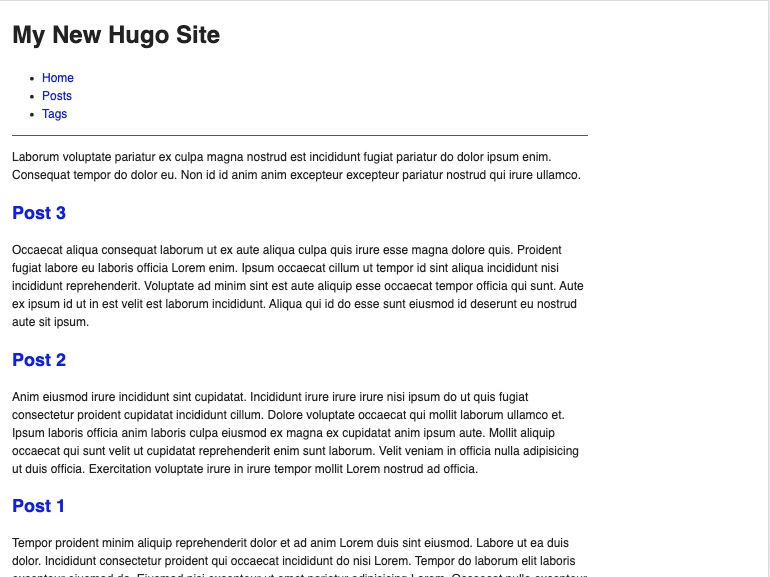 My New Hugo Site
Home
Posts
Tags
Laborum voluptate pariatur ex culpa magna nostrud est incididunt fugiat pariatur do dolor ipsum enim.
Consequat tempor do dolor eu. Non id id anim anim excepteur excepteur pariatur nostrud qui irure ullamco.
Post 3
Occaecat aliqua consequat laborum ut ex aute aliqua culpa quis irure esse magna dolore quis. Proident
fugiat labore eu laboris officia Lorem enim. Ipsum occaecat cillum ut tempor id sint aliqua incididunt nisi
incididunt reprehenderit. Voluptate ad minim sint est aute aliquip esse occaecat tempor officia qui sunt. Aute
ex ipsum id ut in est velit est laborum incididunt. Aliqua qui id do esse sunt eiusmod id deserunt eu nostrud
aute sit ipsum.
Post 2
Anim eiusmod irure incididunt sint cupidatat. Incididunt irure irure irure nisi ipsum do ut quis fugiat
consectetur proident cupidatat incididunt cillum. Dolore voluptate occaecat qui mollit laborum ullamco et.
Ipsum laboris officia anim laboris culpa eiusmod ex magna ex cupidatat anim ipsum aute. Mollit aliquip
occaecat qui sunt velit ut cupidatat reprehenderit enim sunt laborum. Velit veniam in officia nulla adipisicing
ut duis officia. Exercitation voluptate irure in irure tempor mollit Lorem nostrud ad officia.
Post 1
Tempor proident minim aliquip reprehenderit dolor et ad anim Lorem duis sint eiusmod. Labore ut ea duis
dolor. Incididunt consectetur proident qui occaecat incididunt do nisi Lorem. Tempor do laborum elit laboris